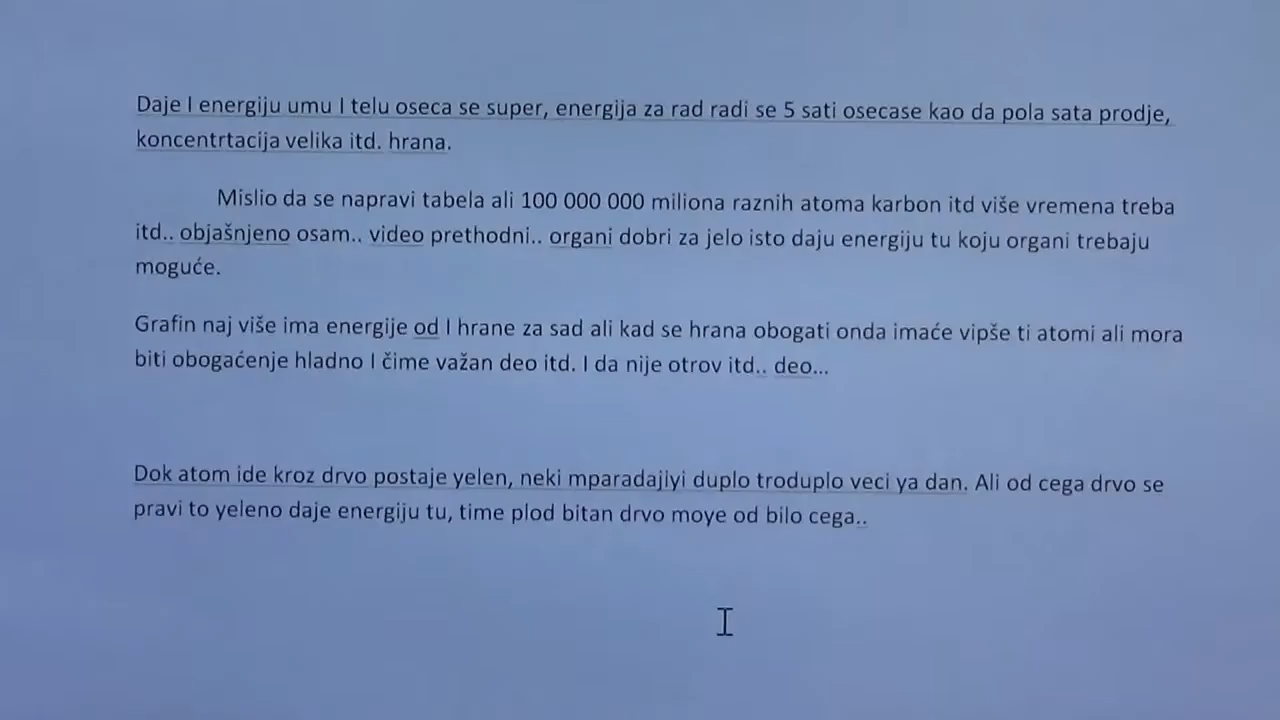 Daje I energiju umu I telu oseca se super, energija za rad radi se 5 sati osecase kao da pola sata prodje,
koncentrtacija velika itd. hrana.
Mislio da se napravi tabela ali 100 000 000 miliona raznih atoma karbon itd više vremena treba
itd.. objašnjeno osam.. video prethodni.. organi dobri za jelo isto daju energiju tu koju organi trebaju
moguće.
Grafin naj više ima energije od I hrane za sad ali kad se hrana obogati onda imaće vipše ti atomi ali mora
biti obogaćenje hladno I čime važan deo itd. I da nije otrov itd.. deo...
Dok atom ide kroz drvo postaje yelen, neki mparadajlyi duplo troduplo veci ya dan. Ali od cega drvo se
pravi to yeleno daje energiju tu, time plod bitan drvo moye od bilo cega..